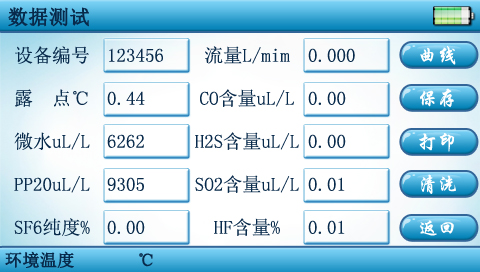 数据测试
设备编号 123456 流量L/mim 0.000 曲线
露 点℃ 0.44 CO含量uL/L 0.00 保存
微水uL/L 6262 H2S含量uL/L 0.00 打印
PP20uL/L 9305 SO2含量uL/L 0.01 清洗
SF6纯度% 0.00 HF含量% 0.01 返回
环境温度 ℃